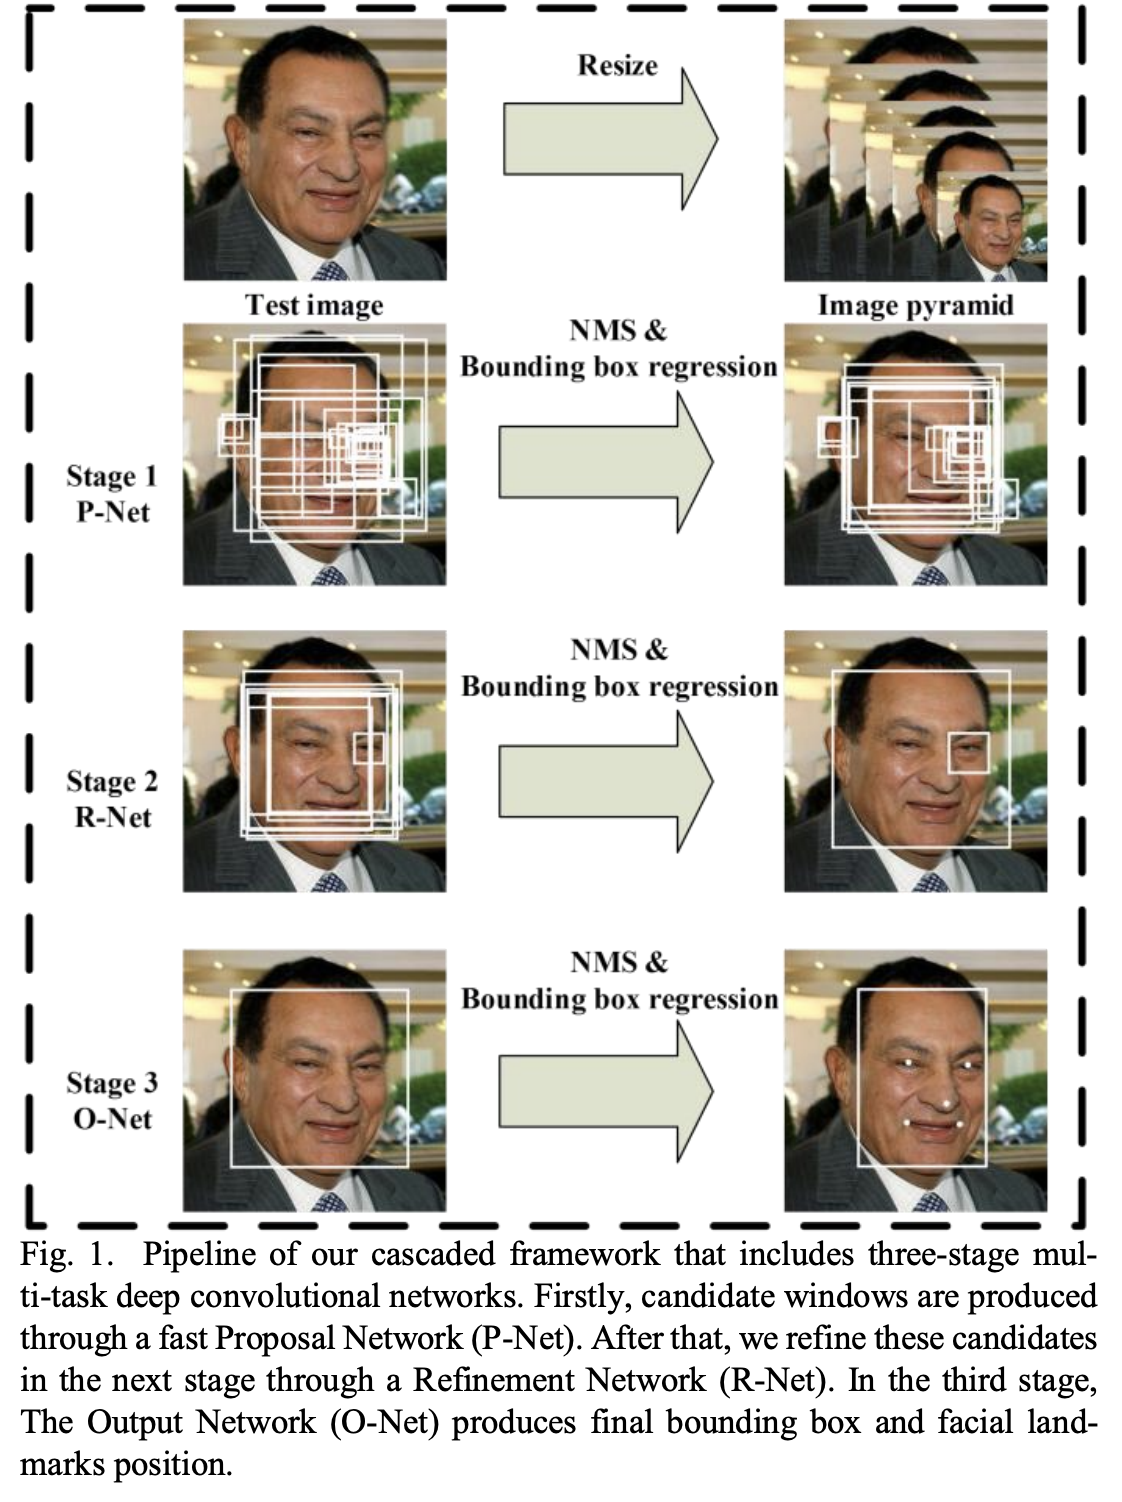 Resize
Test image
Image pyramid
NMS &
Bounding box regression
Stage 1
P-Net
NMS &
Bounding box regression
Stage 2
R-Net
NMS &
Bounding box regression
Stage 3
O-Net
Fig. 1.  Pipeline of our cascaded framework that includes three-stage mul-
ti-task deep convolutional networks. Firstly, candidate windows are produced
through a fast Proposal Network (P-Net). After that, we refine these candidates
in the next stage through a Refinement Network (R-Net). In the third stage,
The Output Network (O-Net) produces final bounding box and facial land-
marks position.